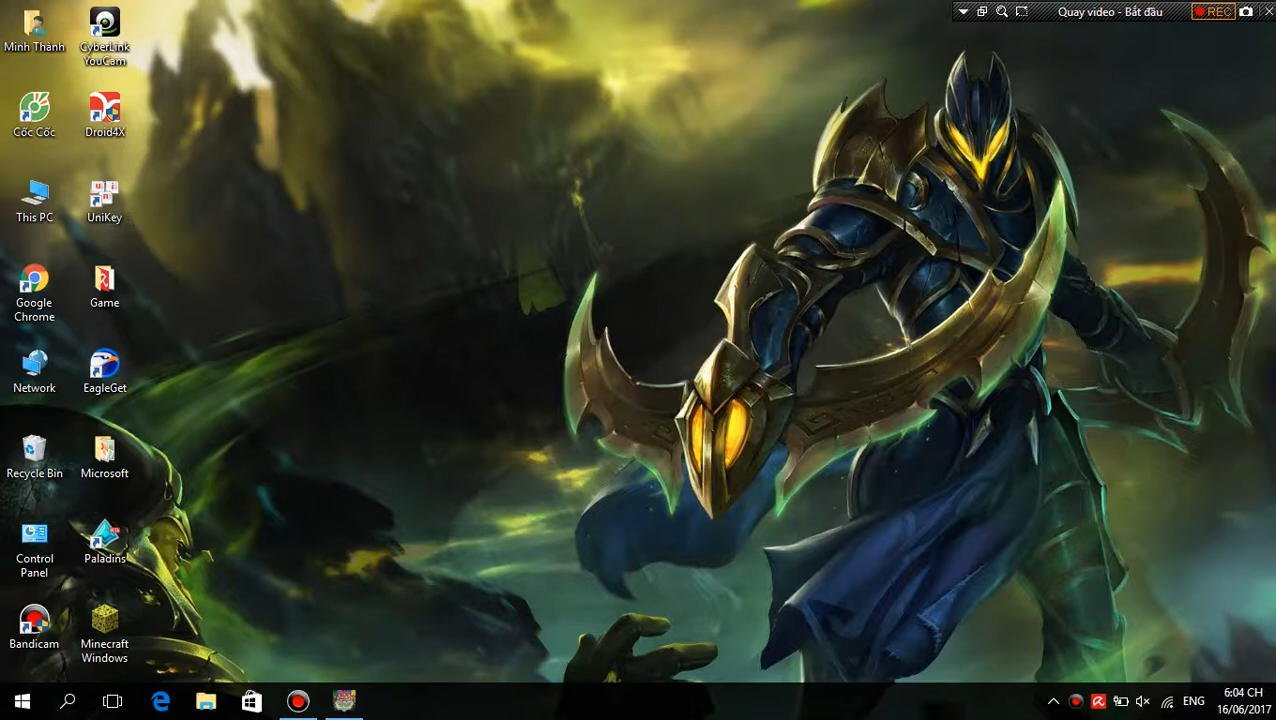 Quay video - Bắt đầu
REC
Minh Thành
CyberLink
YouCam
Cốc Cốc
Droid4X
This PC
UniKey
Google
Chrome
Game
Network
EagleGet
Recycle Bin
Microsoft
Control
Panel
Paladins
Bandicam
Minecraft
Windows
ENG
6:04 CH
16/06/2017